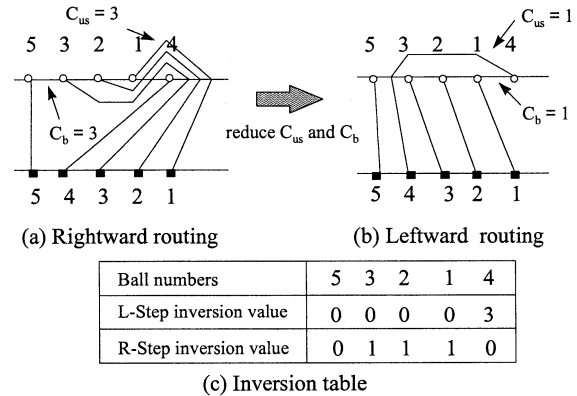 C_us = 3
C_us = 1
5 3 2 1 4
5 3 2 1 4
C_b = 3
C_b = 1
reduce C_us and C_b
5 4 3 2 1
5 4 3 2 1
(a) Rightward routing
(b) Leftward routing
Ball numbers 5 3 2 1 4
L-Step inversion value 0 0 0 0 3
R-Step inversion value 0 1 1 1 0
(c) Inversion table